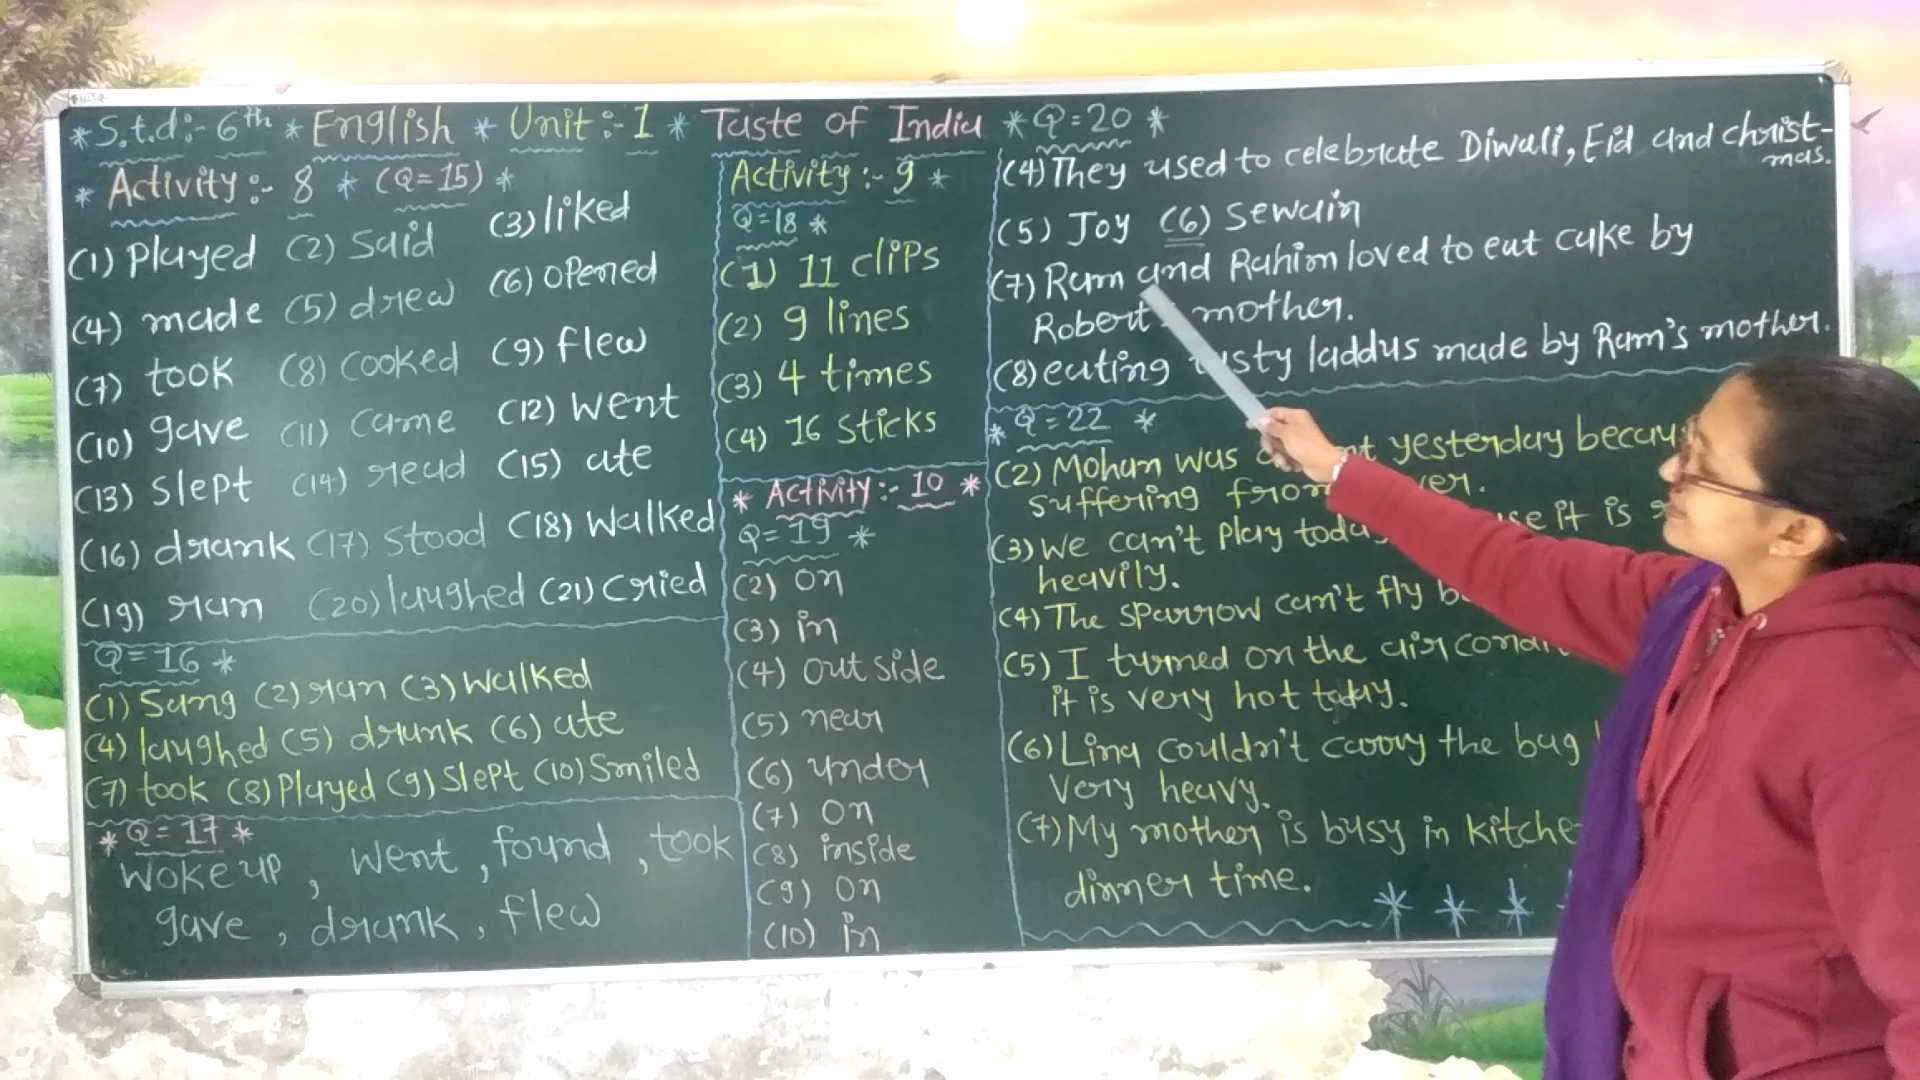 * S.t.d:- 6th * English * Unit :- 1 * Taste of India * Q=20 *
* Activity :- 8 * (Q=15) *
(1) Played (2) Said (3) liked
(4) made (5) drew (6) opened
(7) took (8) cooked (9) flew
(10) gave (11) came (12) went
(13) slept (14) read (15) ate
(16) drank (17) stood (18) walked
(19) ran (20) laughed (21) cried
Q=16 *
(1) Sang (2) ran (3) walked
(4) laughed (5) drunk (6) ate
(7) took (8) Played (9) slept (10) Smiled
* Q=17 *
Woke up, went, found, took
gave, drank, flew
Activity :- 9 *
Q=18 *
(1) 11 clips
(2) 9 lines
(3) 4 times
(4) 16 sticks
* Activity :- 10 *
Q=19 *
(2) on
(3) in
(4) out side
(5) near
(6) under
(7) on
(8) inside
(9) on
(10) in
(4) They used to celebrate Diwali, Eid and christ-
mas.
(5) Joy (6) sewain
(7) Ram and Rahim loved to eat cake by
Robert mother.
(8) eating laddus made by Ram's mother.
* Q=22 *
(2) Mohan was yesterday
suffering from
(3) We can't play it is
heavily.
(4) The sparrow can't fly
(5) I turned on the air
it is very hot today.
(6) Lina couldn't carry the bag
very heavy.
(7) My mother is busy in
dinner time.